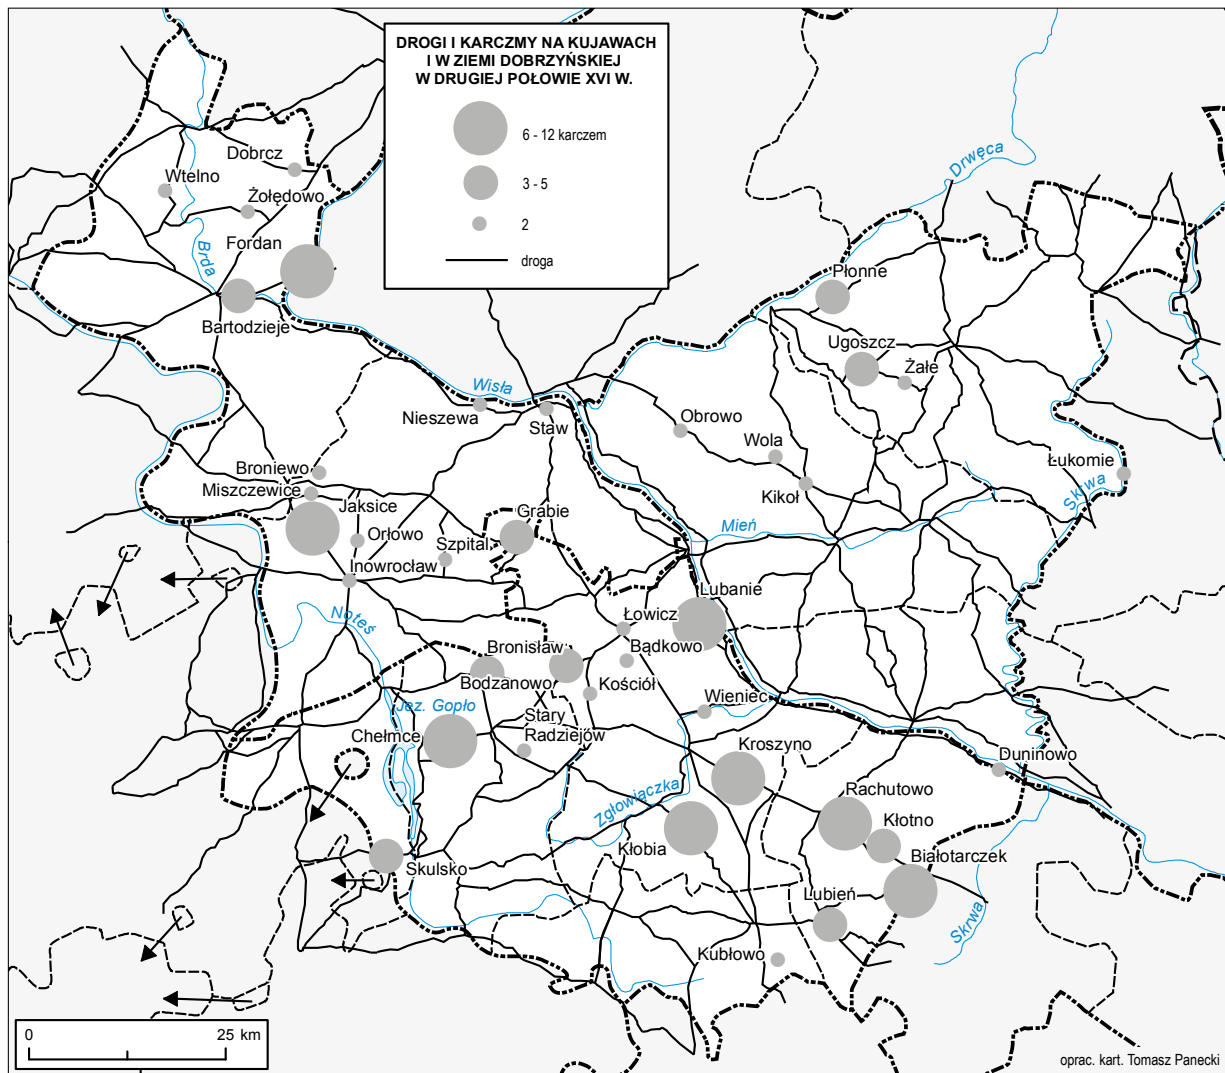 DROGI I KARCZMY NA KUJAWACH
I W ZIEMI DOBRZYŃSKIEJ
W DRUGIEJ POŁOWIE XVI W.
6 - 12 karczem
3 - 5
2
droga
Drwęca
Dobrcz
Wtelno
Żołędowo
Fordan
Brda
Bartodzieje
Płonne
Ugoszcz
Żałe
Wisła
Nieszewa
Staw
Obrowo
Wola
Kikoł
Łukomie
Skrwa
Broniewo
Miszczewice
Jaksice
Orłowo
Grabie
Szpital
Inowrocław
Mień
Lubanie
Noteś
Łowicz
Bronisław
Bądkowo
Bodzanowo
Kościół
Wieniec
Jez. Gopło
Chełmce
Stary
Radziejów
Kroszyno
Duninowo
Zgłowiączka
Rachutowo
Kłotno
Kłobia
Białotarczek
Skulsko
Lubień
Skrwa
Kubłowo
0
25 km
oprac. kart. Tomasz Panecki